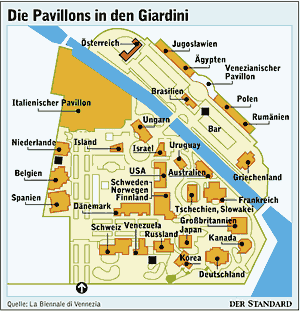 Die Pavillons in den Giardini
Österreich
Jugoslawien
Ägypten
Venezianischer
Pavillon
Brasilien
Polen
Italienischer Pavillon
Rumänien
Ungarn
Bar
Niederlande
Island
Israel
Uruguay
Griechenland
Belgien
USA
Australien
Schweden
Norwegen
Finnland
Spanien
Frankreich
Dänemark
Tschechien, Slowakei
Großbritannien
Schweiz
Venezuela
Russland
Japan
Kanada
Korea
Deutschland
Quelle: La Biennale di Vennezia
DER STANDARD